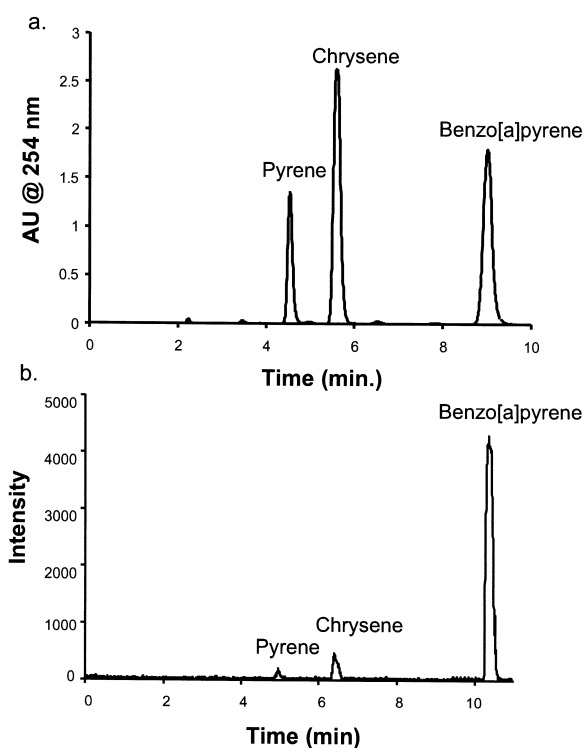 a.
3
Chrysene
2.5
Benzo[a]pyrene
2
Pyrene
1.5
1
0.5
0
AU @ 254 nm
0 2 4 6 8 10
Time (min.)
b.
5000
Benzo[a]pyrene
4000
3000
2000
1000
Chrysene
Pyrene
0
Intensity
0 2 4 6 8 10
Time (min)